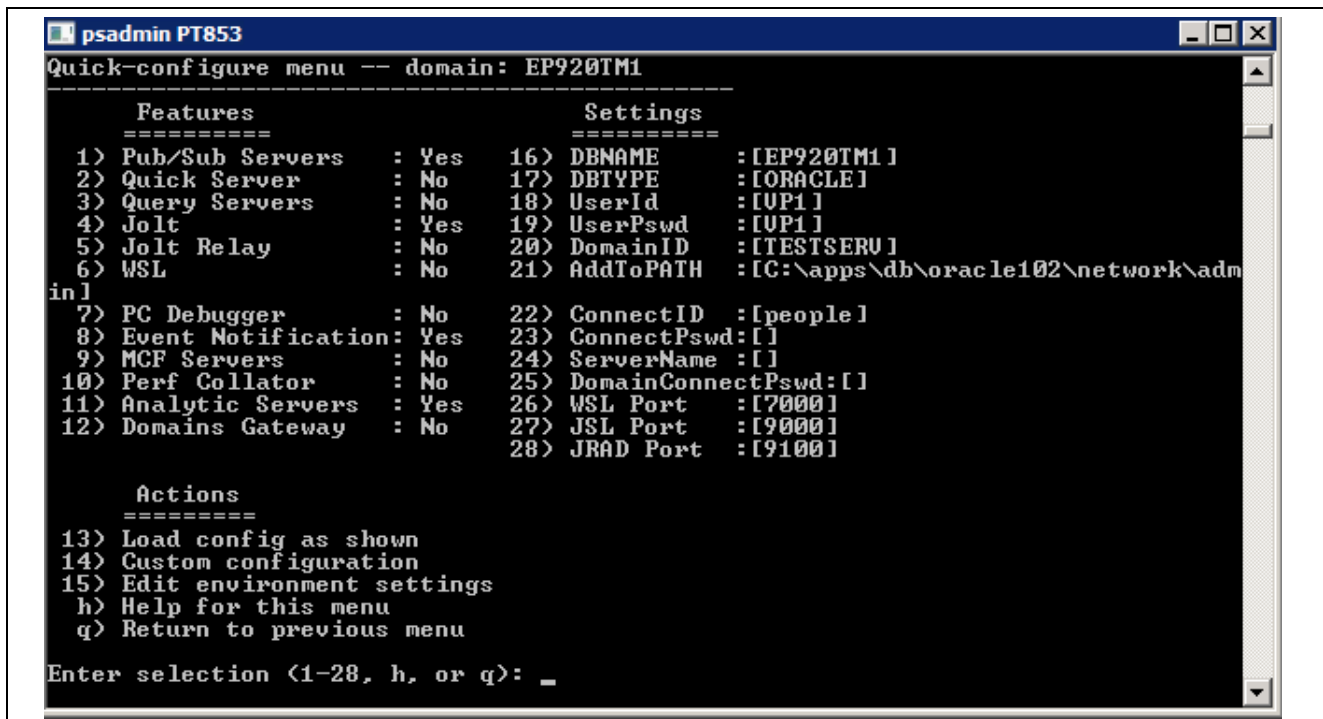 psadmin PT853
Quick-configure menu -- domain: EP920TM1
----------------------------------------------
      Features                     Settings
     ==========                   ==========
  1) Pub/Sub Servers   : Yes   16) DBNAME     :[EP920TM1]
  2) Quick Server      : No    17) DBTYPE     :[ORACLE]
  3) Query Servers     : No    18) UserId     :[VP1]
  4) Jolt              : Yes   19) UserPswd   :[VP1]
  5) Jolt Relay        : No    20) DomainID   :[TESTSERV]
  6) WSL               : No    21) AddToPATH  :[C:\apps\db\oracle102\network\adm
in]
  7) PC Debugger       : No    22) ConnectID  :[people]
  8) Event Notification: Yes   23) ConnectPswd:[]
  9) MCF Servers       : No    24) ServerName :[]
 10) Perf Collator     : No    25) DomainConnectPswd:[]
 11) Analytic Servers  : Yes   26) WSL Port   :[7000]
 12) Domains Gateway   : No    27) JSL Port   :[9000]
                               28) JRAD Port  :[9100]
      Actions
     =========
 13) Load config as shown
 14) Custom configuration
 15) Edit environment settings
  h) Help for this menu
  q) Return to previous menu
Enter selection (1-28, h, or q): _